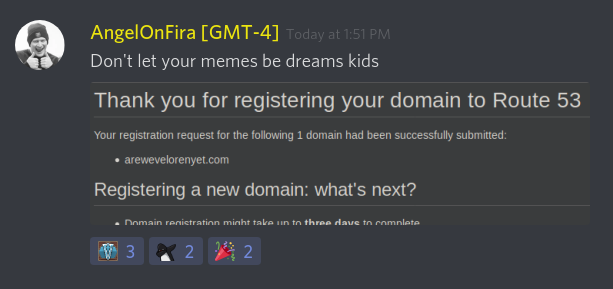 AngelOnFira [GMT-4] Today at 1:51 PM
Don't let your memes be dreams kids
Thank you for registering your domain to Route 53
Your registration request for the following 1 domain had been successfully submitted:
• arewevelorenyet.com
Registering a new domain: what's next?
• Domain registration might take up to three days to complete
3 2 2